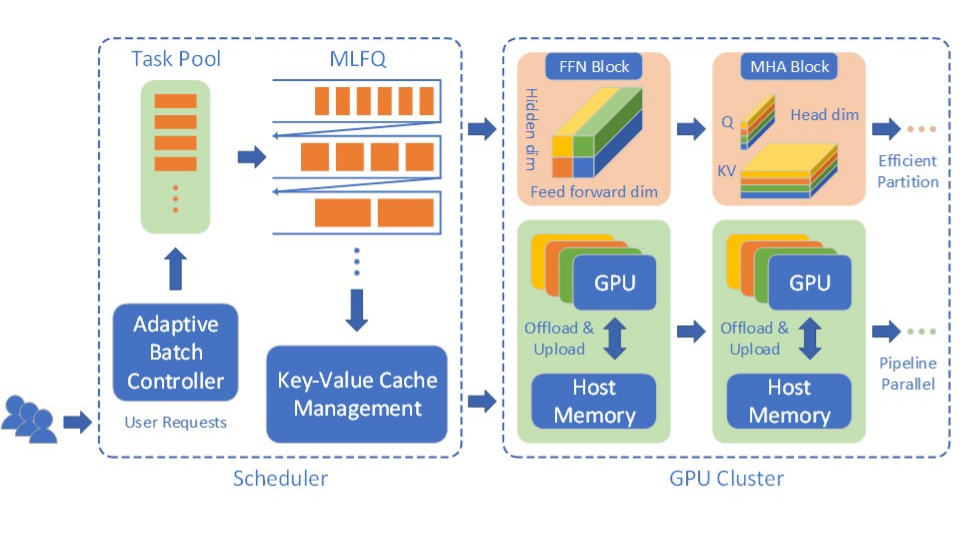 Task Pool
MLFQ
Adaptive
Batch
Controller
User Requests
Key-Value Cache
Management
Scheduler
FFN Block
Hidden dim
Feed forward dim
MHA Block
Q
Head dim
KV
Efficient
Partition
GPU
Offload &
Upload
Host
Memory
GPU
Offload &
Upload
Host
Memory
Pipeline
Parallel
GPU Cluster